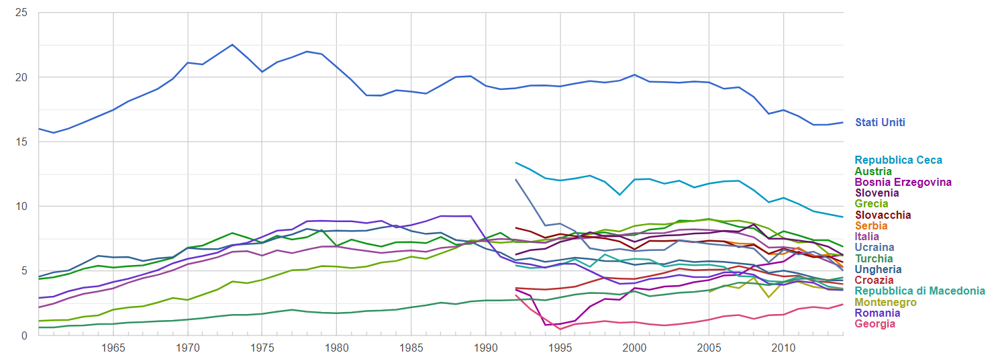 25
20
15
10
5
0
1965 1970 1975 1980 1985 1990 1995 2000 2005 2010
Stati Uniti
Repubblica Ceca
Austria
Bosnia Erzegovina
Slovenia
Grecia
Slovacchia
Serbia
Italia
Ucraina
Turchia
Ungheria
Croazia
Repubblica di Macedonia
Montenegro
Romania
Georgia